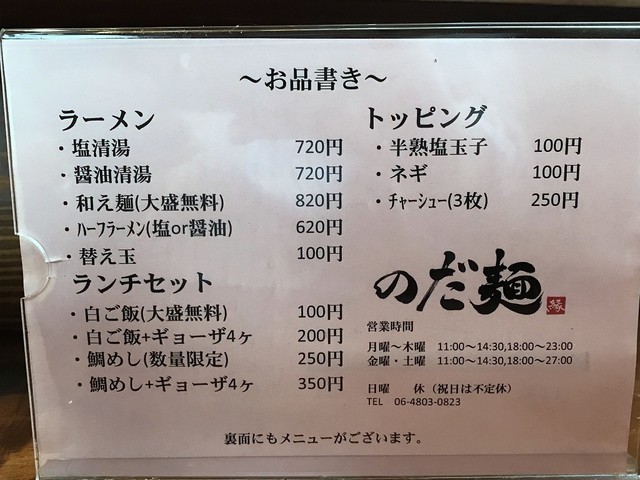 ～お品書き～
ラーメン
・塩清湯 720円
・醤油清湯 720円
・和え麺(大盛無料) 820円
・ﾊｰﾌラーメン(塩or醤油) 620円
・替え玉 100円
ランチセット
・白ご飯(大盛無料) 100円
・白ご飯+ギョーザ4ヶ 200円
・鯛めし(数量限定) 250円
・鯛めし+ギョーザ4ヶ 350円
トッピング
・半熟塩玉子 100円
・ネギ 100円
・ﾁｬｰシュー(3枚) 250円
のだ麺
縁
営業時間
月曜～木曜 11:00～14:30,18:00～23:00
金曜・土曜 11:00～14:30,18:00～27:00
日曜 休（祝日は不定休）
TEL 06-4803-0823
裏面にもメニューがございます。